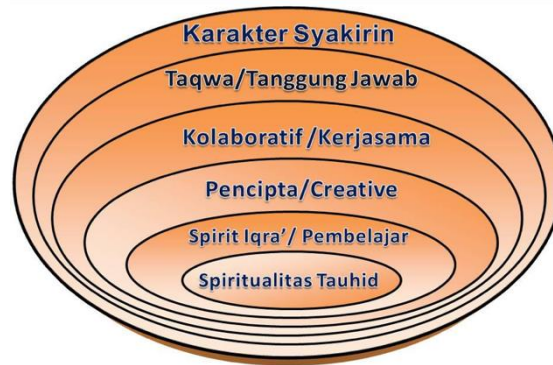 Karakter Syakirin
Taqwa/Tanggung Jawab
Kolaboratif/Kerjasama
Pencipta/Creative
Spirit Iqra'/ Pembelajar
Spiritualitas Tauhid